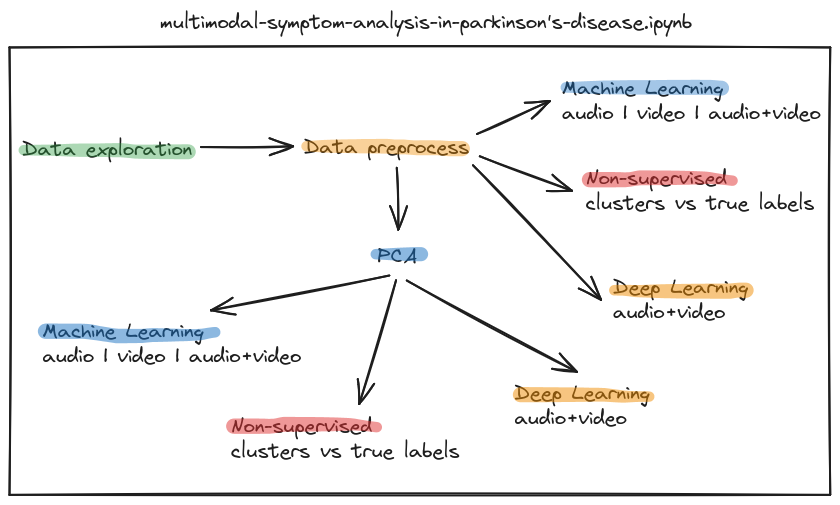 multimodal-symptom-analysis-in-parkinson's-disease.ipynb
Machine Learning
audio | video | audio+video
Data exploration
Data preprocess
Non-supervised
clusters vs true labels
PCA
Deep Learning
audio+video
Machine Learning
audio | video | audio+video
Deep Learning
audio+video
Non-supervised
clusters vs true labels